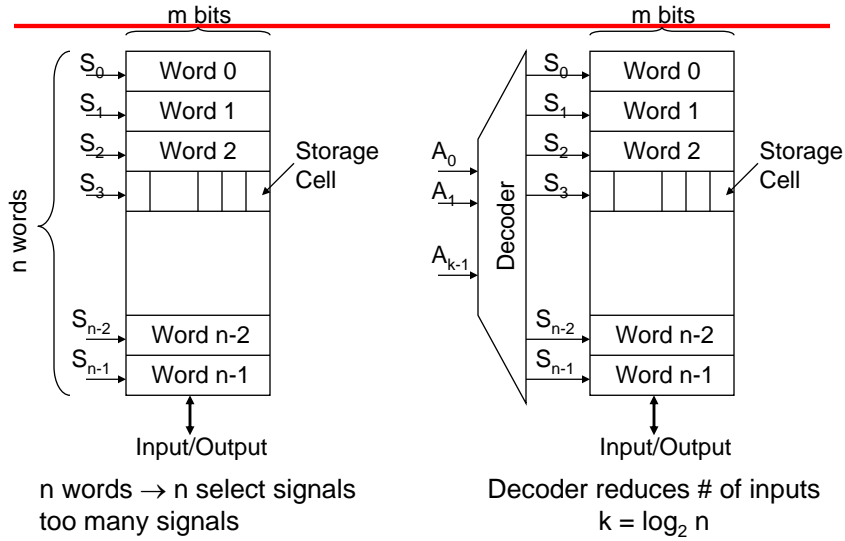 m bits
S₀
Word 0
S₁
Word 1
S₂
Word 2
S₃
Storage
Cell
n words
Sₙ₋₂
Word n-2
Sₙ₋₁
Word n-1
Input/Output
n words → n select signals
too many signals
m bits
A₀
A₁
Aₖ₋₁
Decoder
S₀
Word 0
S₁
Word 1
S₂
Word 2
S₃
Storage
Cell
Sₙ₋₂
Word n-2
Sₙ₋₁
Word n-1
Input/Output
Decoder reduces # of inputs
k = log₂ n